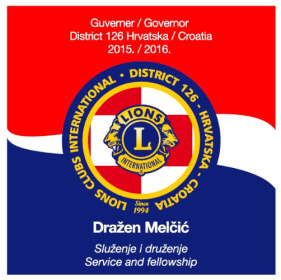 Guverner / Governor
District 126 Hrvatska / Croatia
2015. / 2016.
LIONS CLUBS INTERNATIONAL • DISTRICT 126 - HRVATSKA - CROATIA
LIONS
L
INTERNATIONAL
Since
1994
Dražen Melčić
Služenje i druženje
Service and fellowship